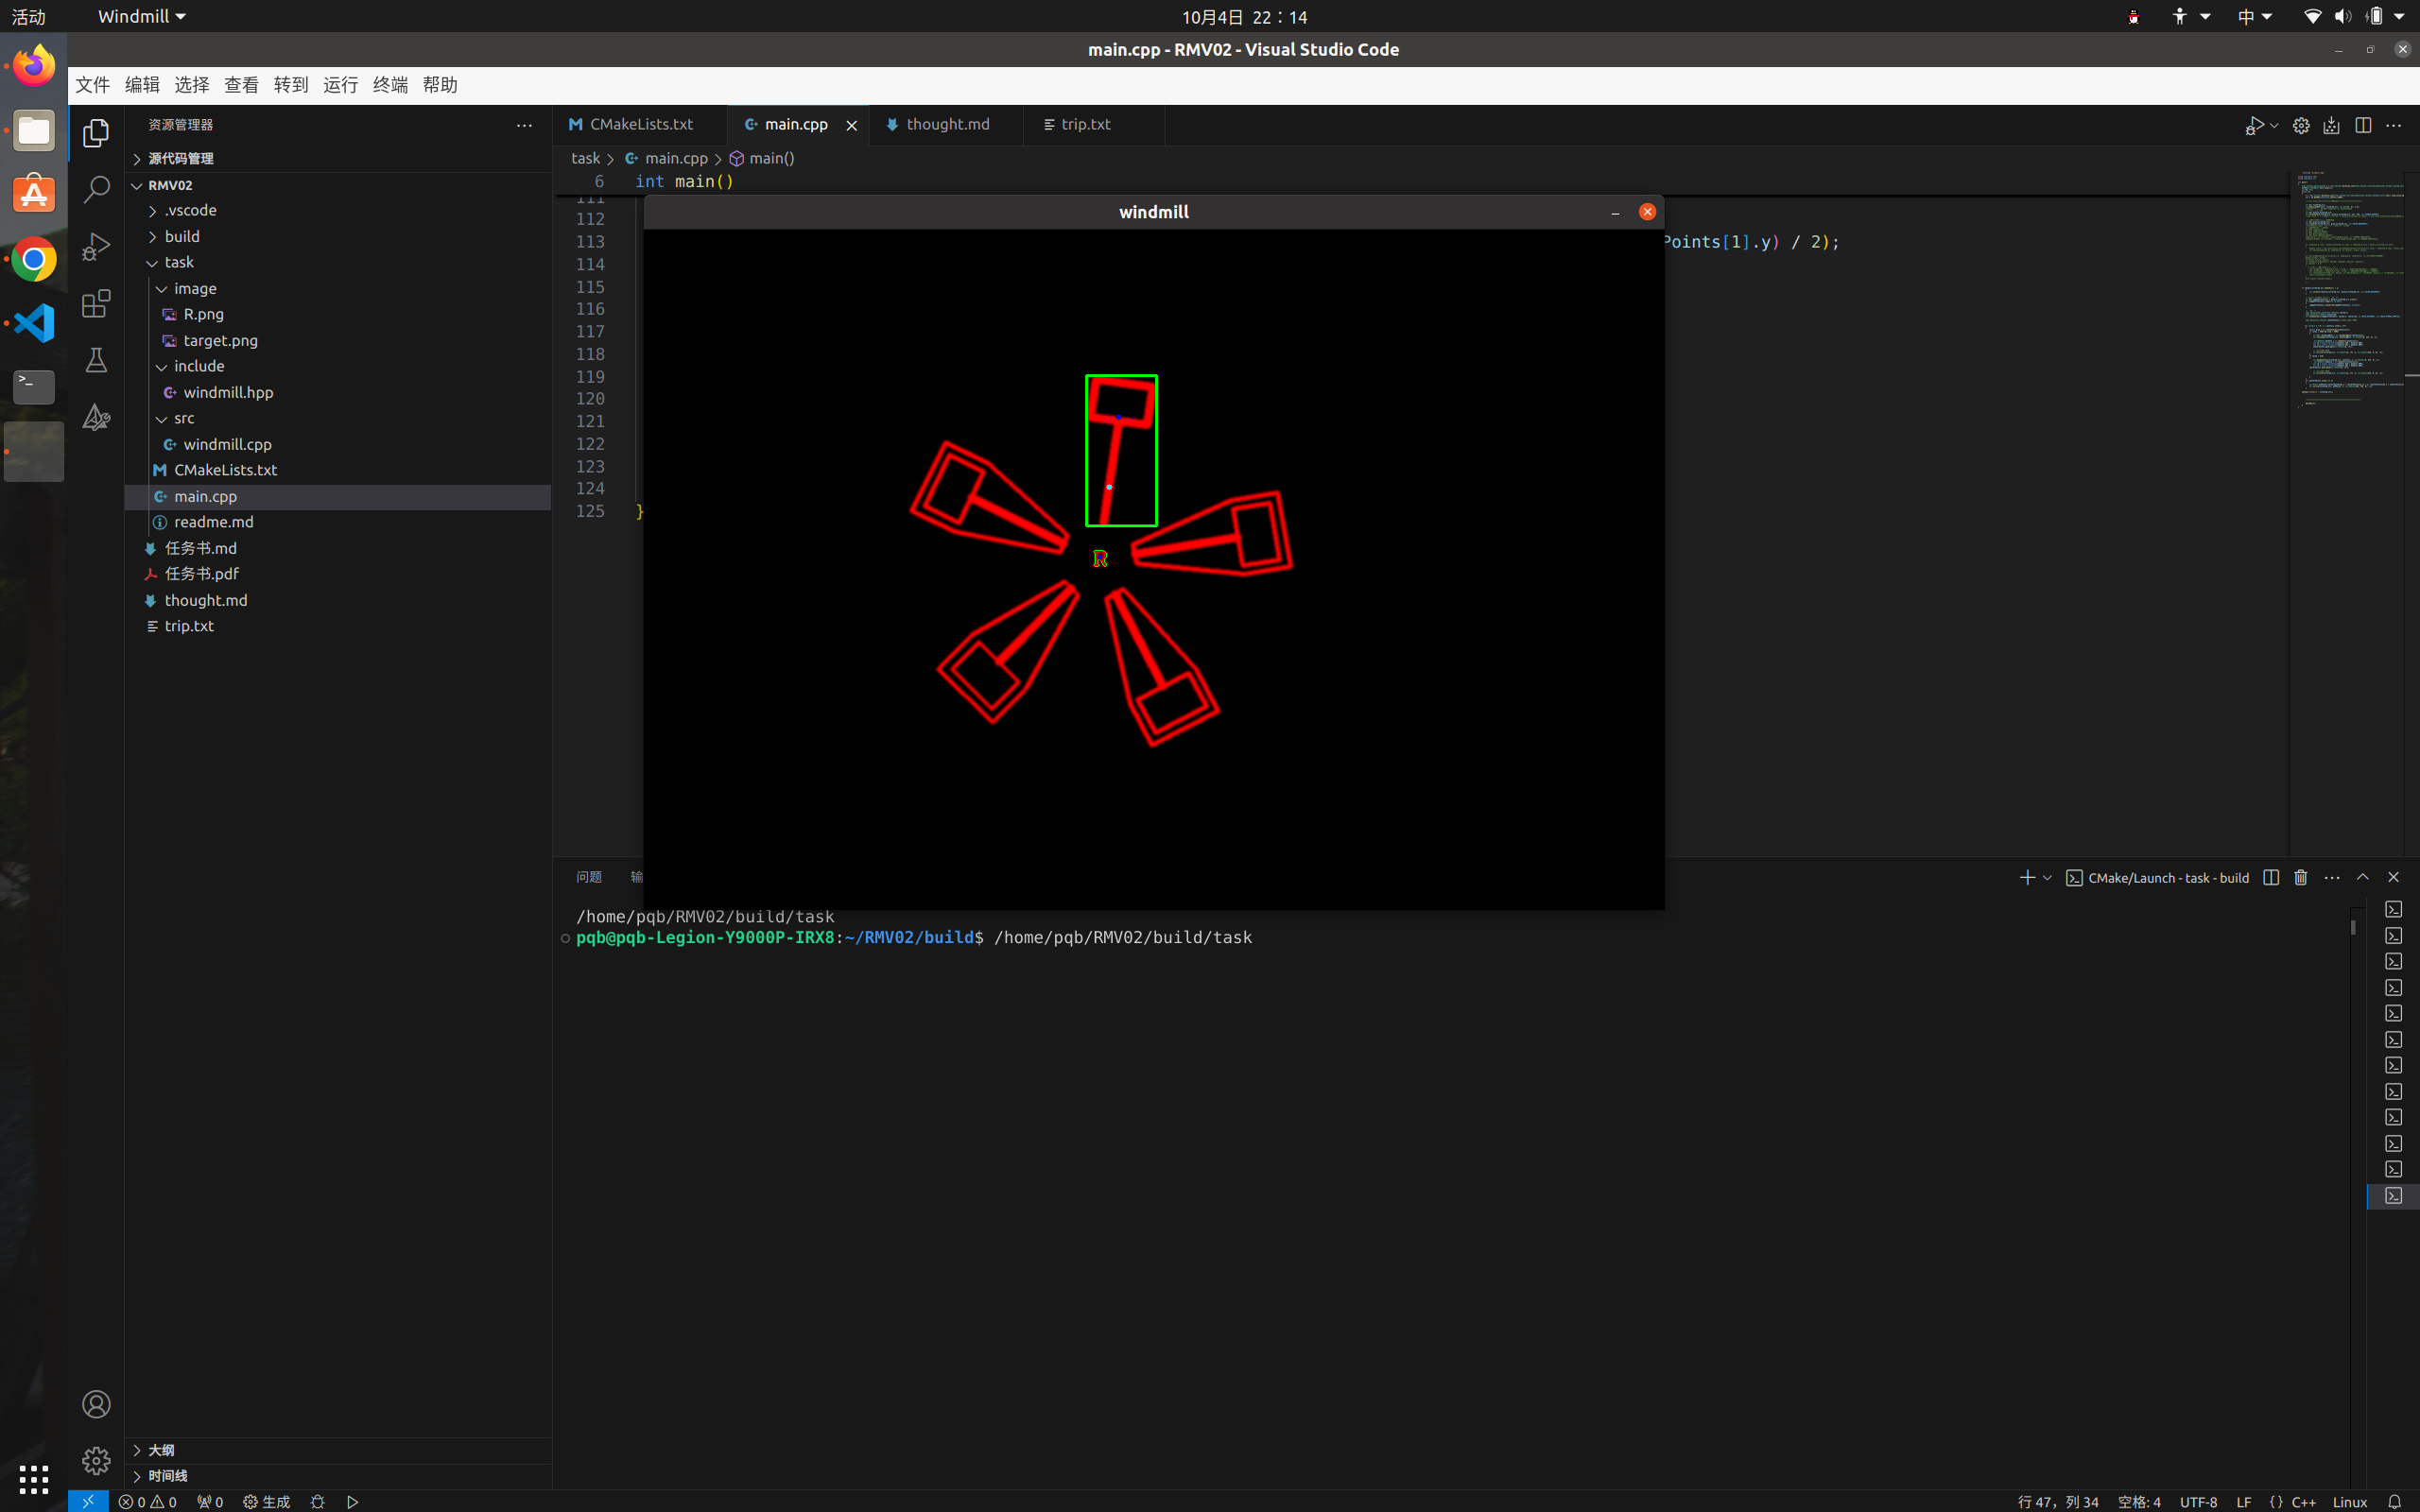 活动
Windmill
10月4日 22：14
中
main.cpp - RMV02 - Visual Studio Code
文件 编辑 选择 查看 转到 运行 终端 帮助
资源管理器
源代码管理
RMV02
.vscode
build
task
image
R.png
target.png
include
windmill.hpp
src
windmill.cpp
CMakeLists.txt
main.cpp
readme.md
任务书.md
任务书.pdf
thought.md
trip.txt
大纲
时间线
CMakeLists.txt
main.cpp
thought.md
trip.txt
task > main.cpp > main()
6 int main()
111
112
113 Points[1].y) / 2);
114
115
116
117
118
119
120
121
122
123
124
125 }
windmill
R
问题 输
CMake/Launch - task - build
/home/pqb/RMV02/build/task
pqb@pqb-Legion-Y9000P-IRX8:~/RMV02/build$ /home/pqb/RMV02/build/task
0 0 0 生成
行 47，列 34 空格: 4 UTF-8 LF {} C++ Linux